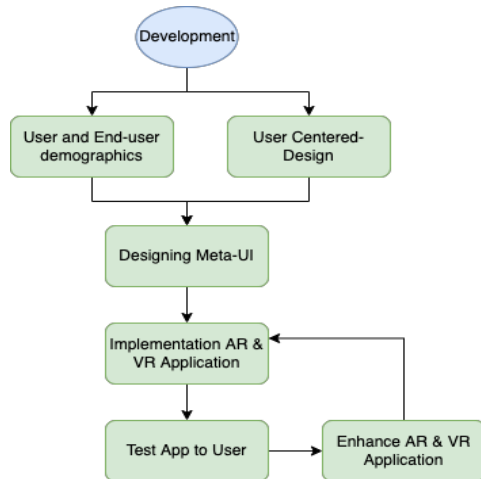 Development
User and End-user
demographics
User Centered-
Design
Designing Meta-UI
Implementation AR &
VR Application
Test App to User
Enhance AR & VR
Application